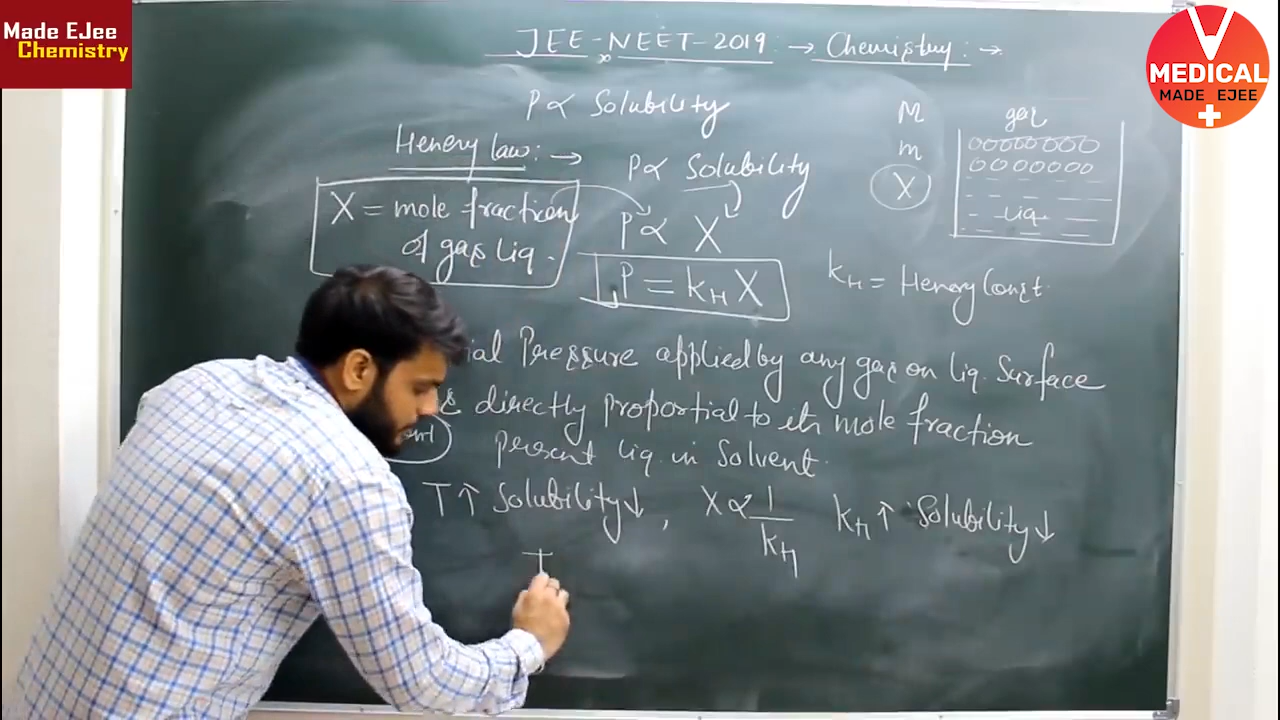 Made EJee
Chemistry
JEE-NEET-2019: → Chemistry: →
V
MEDICAL
MADE EJEE
P ∝ Solubility
Henery law: →
P ∝ Solubility
X = mole fraction
of gas liq.
P ∝ X
P = KH X
M
m
X
gas
liq.
KH = Henery Const.
ial Pressure applied by any gas on liq. Surface
is directly proportial to its mole fraction
present liq. in Solvent.
T↑ Solubility↓, X ∝ 1/KH KH↑ Solubility↓
T